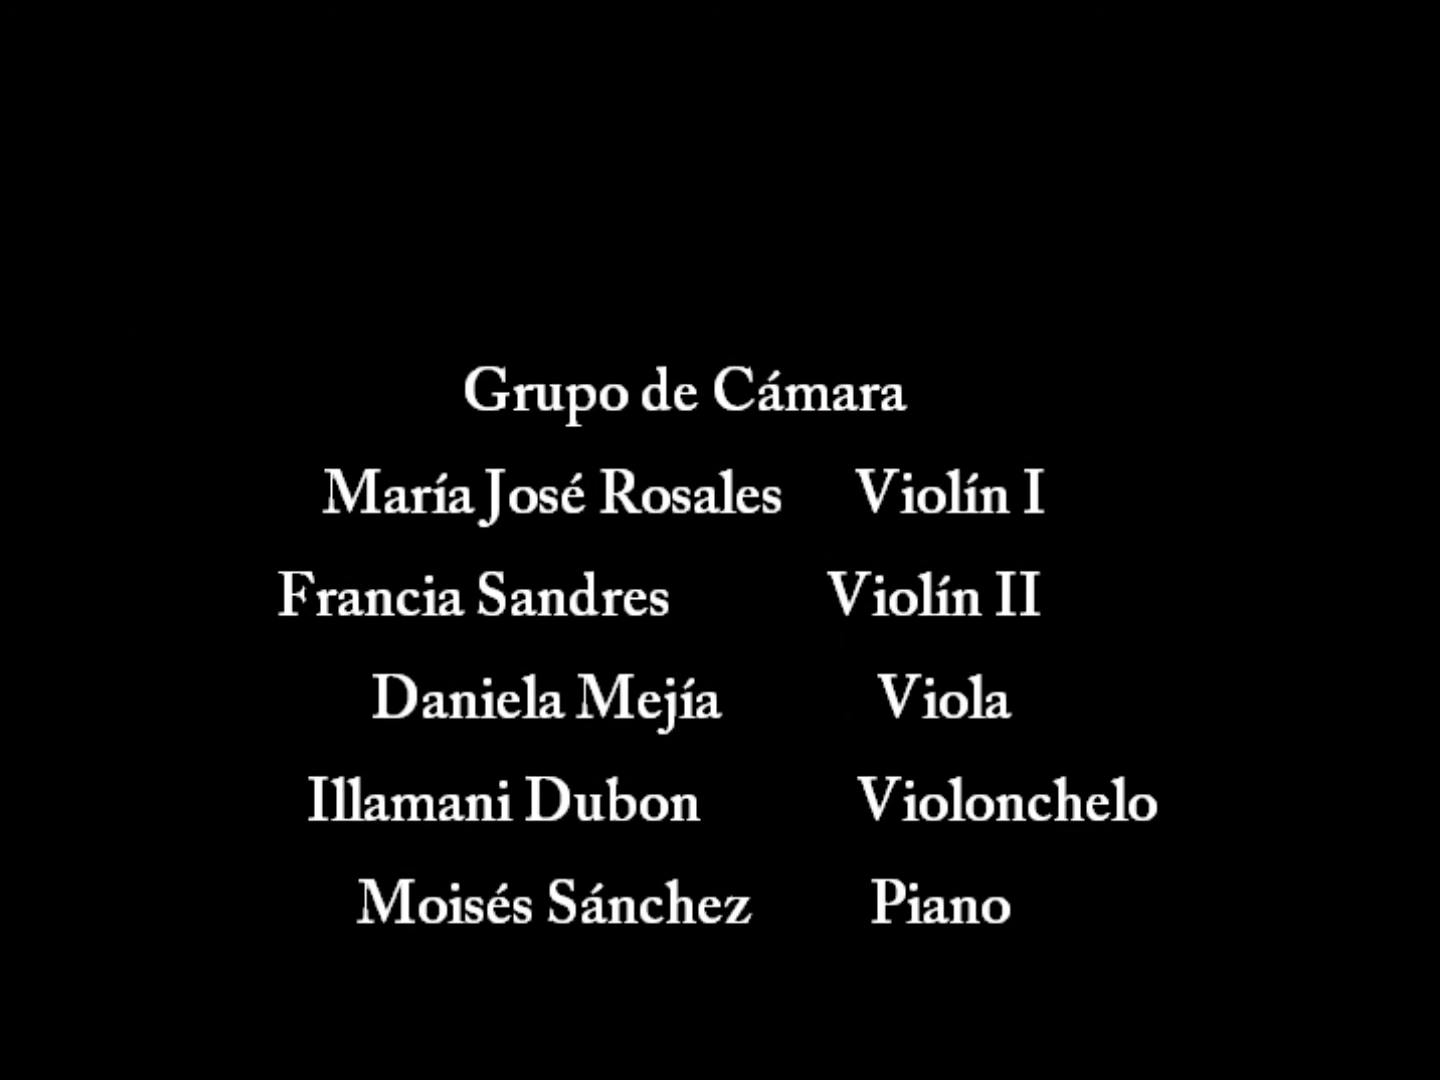 Grupo de Cámara
María José Rosales Violín I
Francia Sandres Violín II
Daniela Mejía Viola
Illamani Dubon Violonchelo
Moisés Sánchez Piano